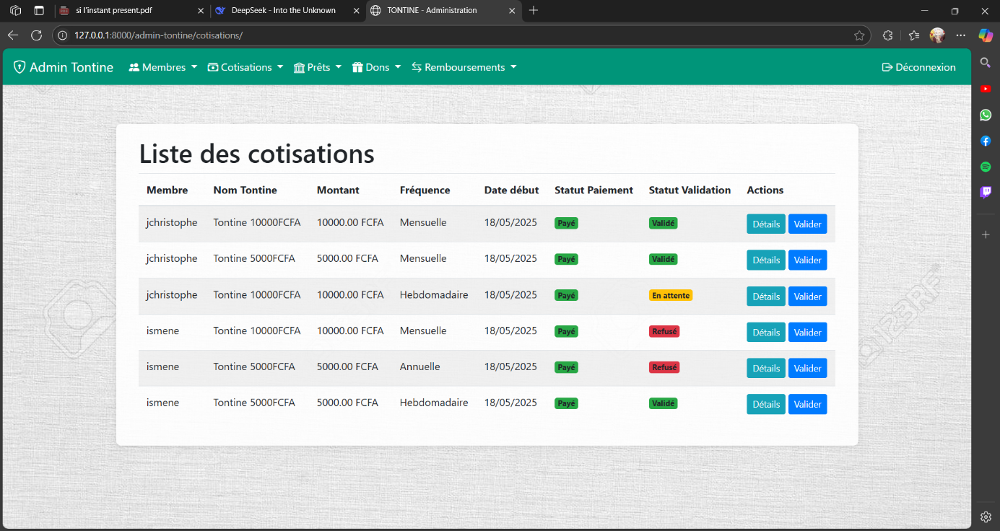 si l'instant present.pdf
DeepSeek - Into the Unknown
TONTINE - Administration
127.0.0.1:8000/admin-tontine/cotisations/
Admin Tontine Membres Cotisations Prêts Dons Remboursements Déconnexion
Liste des cotisations
Membre Nom Tontine Montant Fréquence Date début Statut Paiement Statut Validation Actions
jchristophe Tontine 10000FCFA 10000.00 FCFA Mensuelle 18/05/2025 Payé Validé Détails Valider
jchristophe Tontine 5000FCFA 5000.00 FCFA Mensuelle 18/05/2025 Payé Validé Détails Valider
jchristophe Tontine 10000FCFA 10000.00 FCFA Hebdomadaire 18/05/2025 Payé En attente Détails Valider
ismene Tontine 10000FCFA 10000.00 FCFA Mensuelle 18/05/2025 Payé Refusé Détails Valider
ismene Tontine 5000FCFA 5000.00 FCFA Annuelle 18/05/2025 Payé Refusé Détails Valider
ismene Tontine 5000FCFA 5000.00 FCFA Hebdomadaire 18/05/2025 Payé Validé Détails Valider
123RF